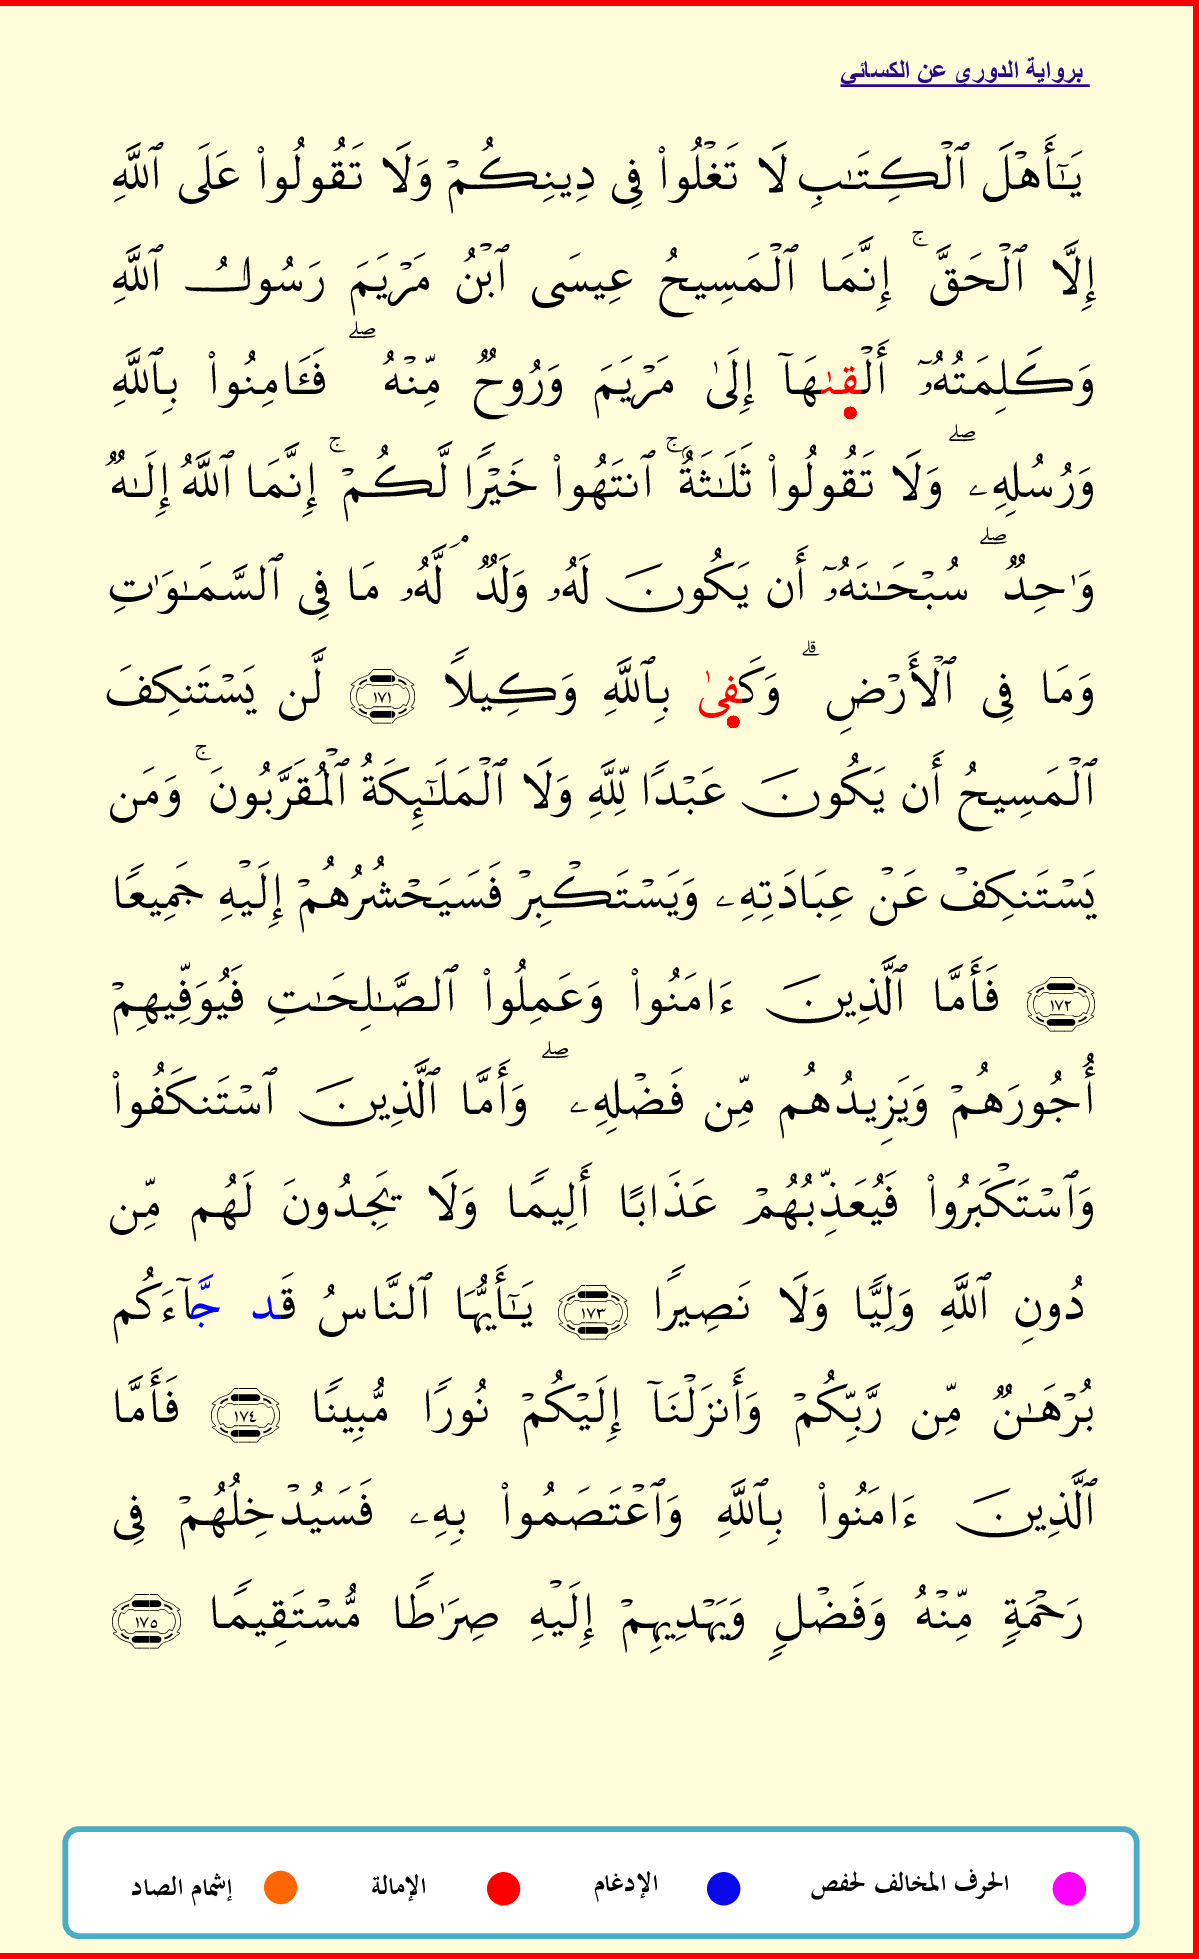 برواية الدوري عن الكسائي
يَٰٓأَهۡلَ ٱلۡكِتَٰبِ لَا تَغۡلُواْ فِي دِينِكُمۡ وَلَا تَقُولُواْ عَلَى ٱللَّهِ
إِلَّا ٱلۡحَقَّۚ إِنَّمَا ٱلۡمَسِيحُ عِيسَى ٱبۡنُ مَرۡيَمَ رَسُولُ ٱللَّهِ
وَكَلِمَتُهُۥٓ أَلۡقَىٰهَآ إِلَىٰ مَرۡيَمَ وَرُوحٞ مِّنۡهُۖ فَـَٔامِنُواْ بِٱللَّهِ
وَرُسُلِهِۦۖ وَلَا تَقُولُواْ ثَلَٰثَةٌۚ ٱنتَهُواْ خَيۡرٗا لَّكُمۡۚ إِنَّمَا ٱللَّهُ إِلَٰهٞ
وَٰحِدٞۖ سُبۡحَٰنَهُۥٓ أَن يَكُونَ لَهُۥ وَلَدٞۘ لَّهُۥ مَا فِي ٱلسَّمَٰوَٰتِ
وَمَا فِي ٱلۡأَرۡضِۗ وَكَفِىٰ بِٱللَّهِ وَكِيلٗا ١٧١ لَّن يَسۡتَنكِفَ
ٱلۡمَسِيحُ أَن يَكُونَ عَبۡدٗا لِّلَّهِ وَلَا ٱلۡمَلَٰٓئِكَةُ ٱلۡمُقَرَّبُونَۚ وَمَن
يَسۡتَنكِفۡ عَنۡ عِبَادَتِهِۦ وَيَسۡتَكۡبِرۡ فَسَيَحۡشُرُهُمۡ إِلَيۡهِ جَمِيعٗا
١٧٢ فَأَمَّا ٱلَّذِينَ ءَامَنُواْ وَعَمِلُواْ ٱلصَّٰلِحَٰتِ فَيُوَفِّيهِمۡ
أُجُورَهُمۡ وَيَزِيدُهُم مِّن فَضۡلِهِۦۖ وَأَمَّا ٱلَّذِينَ ٱسۡتَنكَفُواْ
وَٱسۡتَكۡبَرُواْ فَيُعَذِّبُهُمۡ عَذَابًا أَلِيمٗا وَلَا يَجِدُونَ لَهُم مِّن
دُونِ ٱللَّهِ وَلِيّٗا وَلَا نَصِيرٗا ١٧٣ يَٰٓأَيُّهَا ٱلنَّاسُ قَد جَّآءَكُم
بُرۡهَٰنٞ مِّن رَّبِّكُمۡ وَأَنزَلۡنَآ إِلَيۡكُمۡ نُورٗا مُّبِينٗا ١٧٤ فَأَمَّا
ٱلَّذِينَ ءَامَنُواْ بِٱللَّهِ وَٱعۡتَصَمُواْ بِهِۦ فَسَيُدۡخِلُهُمۡ فِي
رَحۡمَةٖ مِّنۡهُ وَفَضۡلٖ وَيَهۡدِيهِمۡ إِلَيۡهِ صِرَٰطٗا مُّسۡتَقِيمٗا ١٧٥
الحرف المخالف لحفص الإدغام الإمالة إشمام الصاد